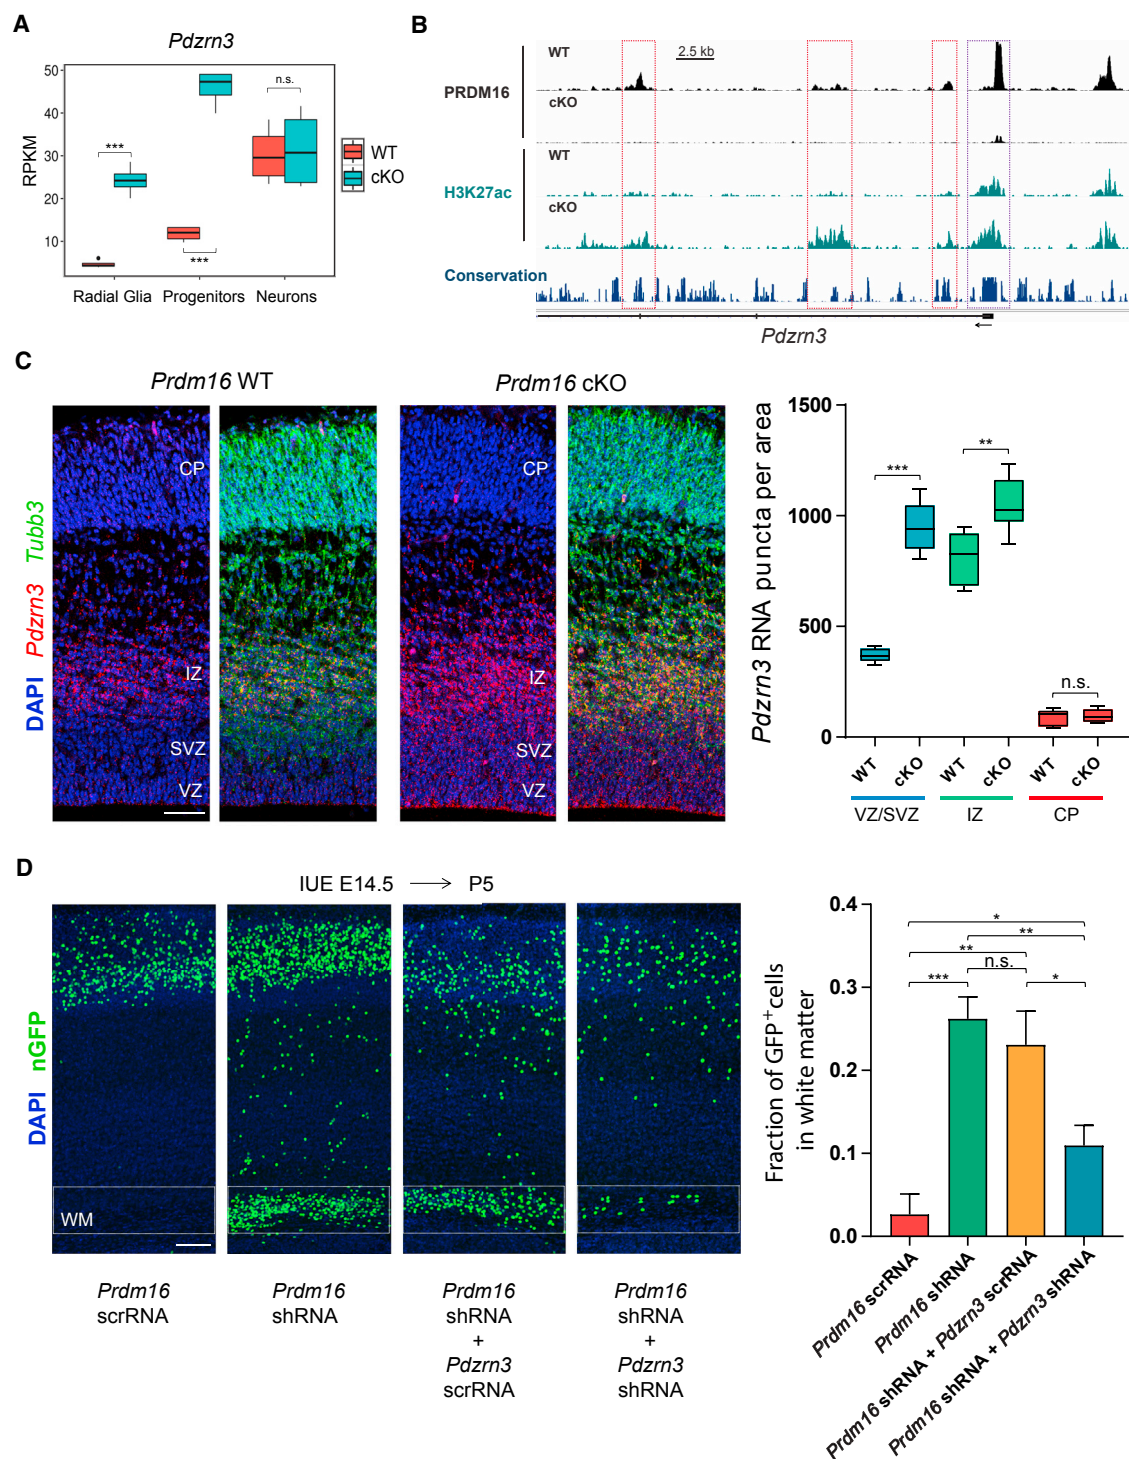 A
Pdzrn3
RPKM
50
40
30
20
10
***
***
n.s.
WT
cKO
Radial Glia Progenitors Neurons
B
PRDM16
H3K27ac
Conservation
WT
cKO
WT
cKO
2.5 kb
Pdzrn3
C
Prdm16 WT
Prdm16 cKO
DAPI Pdzrn3 Tubb3
CP
IZ
SVZ
VZ
CP
IZ
SVZ
VZ
Pdzrn3 RNA puncta per area
1500
1000
500
0
***
**
n.s.
WT cKO WT cKO WT cKO
VZ/SVZ IZ CP
D
IUE E14.5 → P5
DAPI nGFP
WM
Prdm16 scrRNA
Prdm16 shRNA
Prdm16 shRNA + Pdzrn3 scrRNA
Prdm16 shRNA + Pdzrn3 shRNA
Fraction of GFP+ cells
in white matter
0.4
0.3
0.2
0.1
0.0
*
**
**
n.s.
***
*
Prdm16 scrRNA
Prdm16 shRNA
Prdm16 shRNA + Pdzrn3 scrRNA
Prdm16 shRNA + Pdzrn3 shRNA